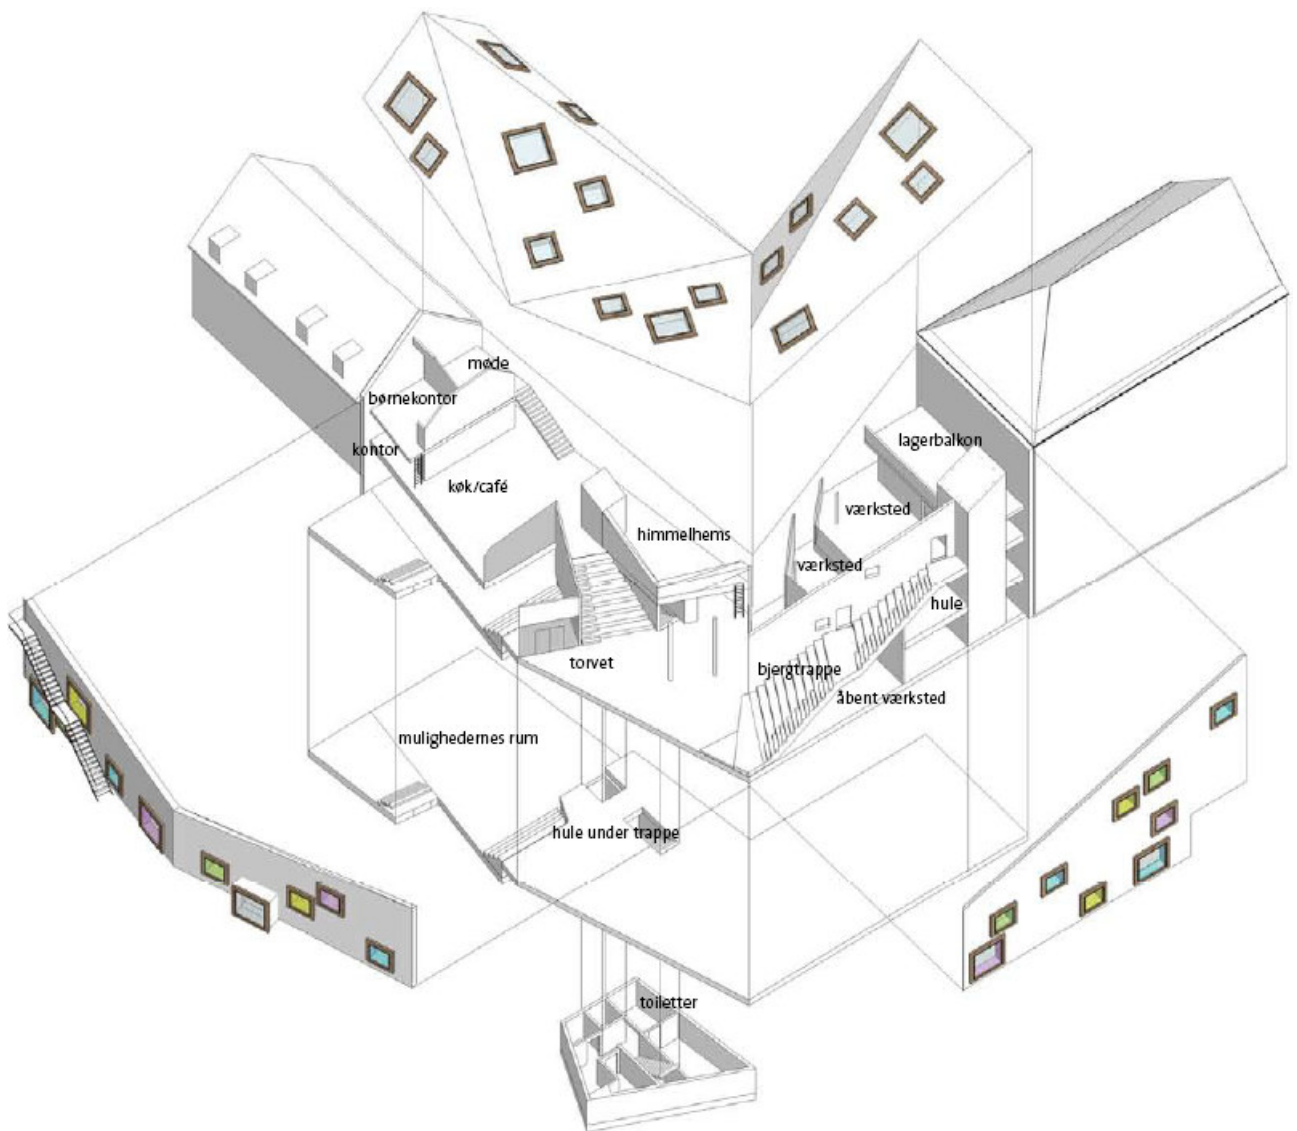 møde
børnekontor
kontor
køk/café
lagerbalkon
værksted
himmelhems
værksted
hule
torvet
bjergtrappe
åbent værksted
mulighedernes rum
hule under trappe
toiletter